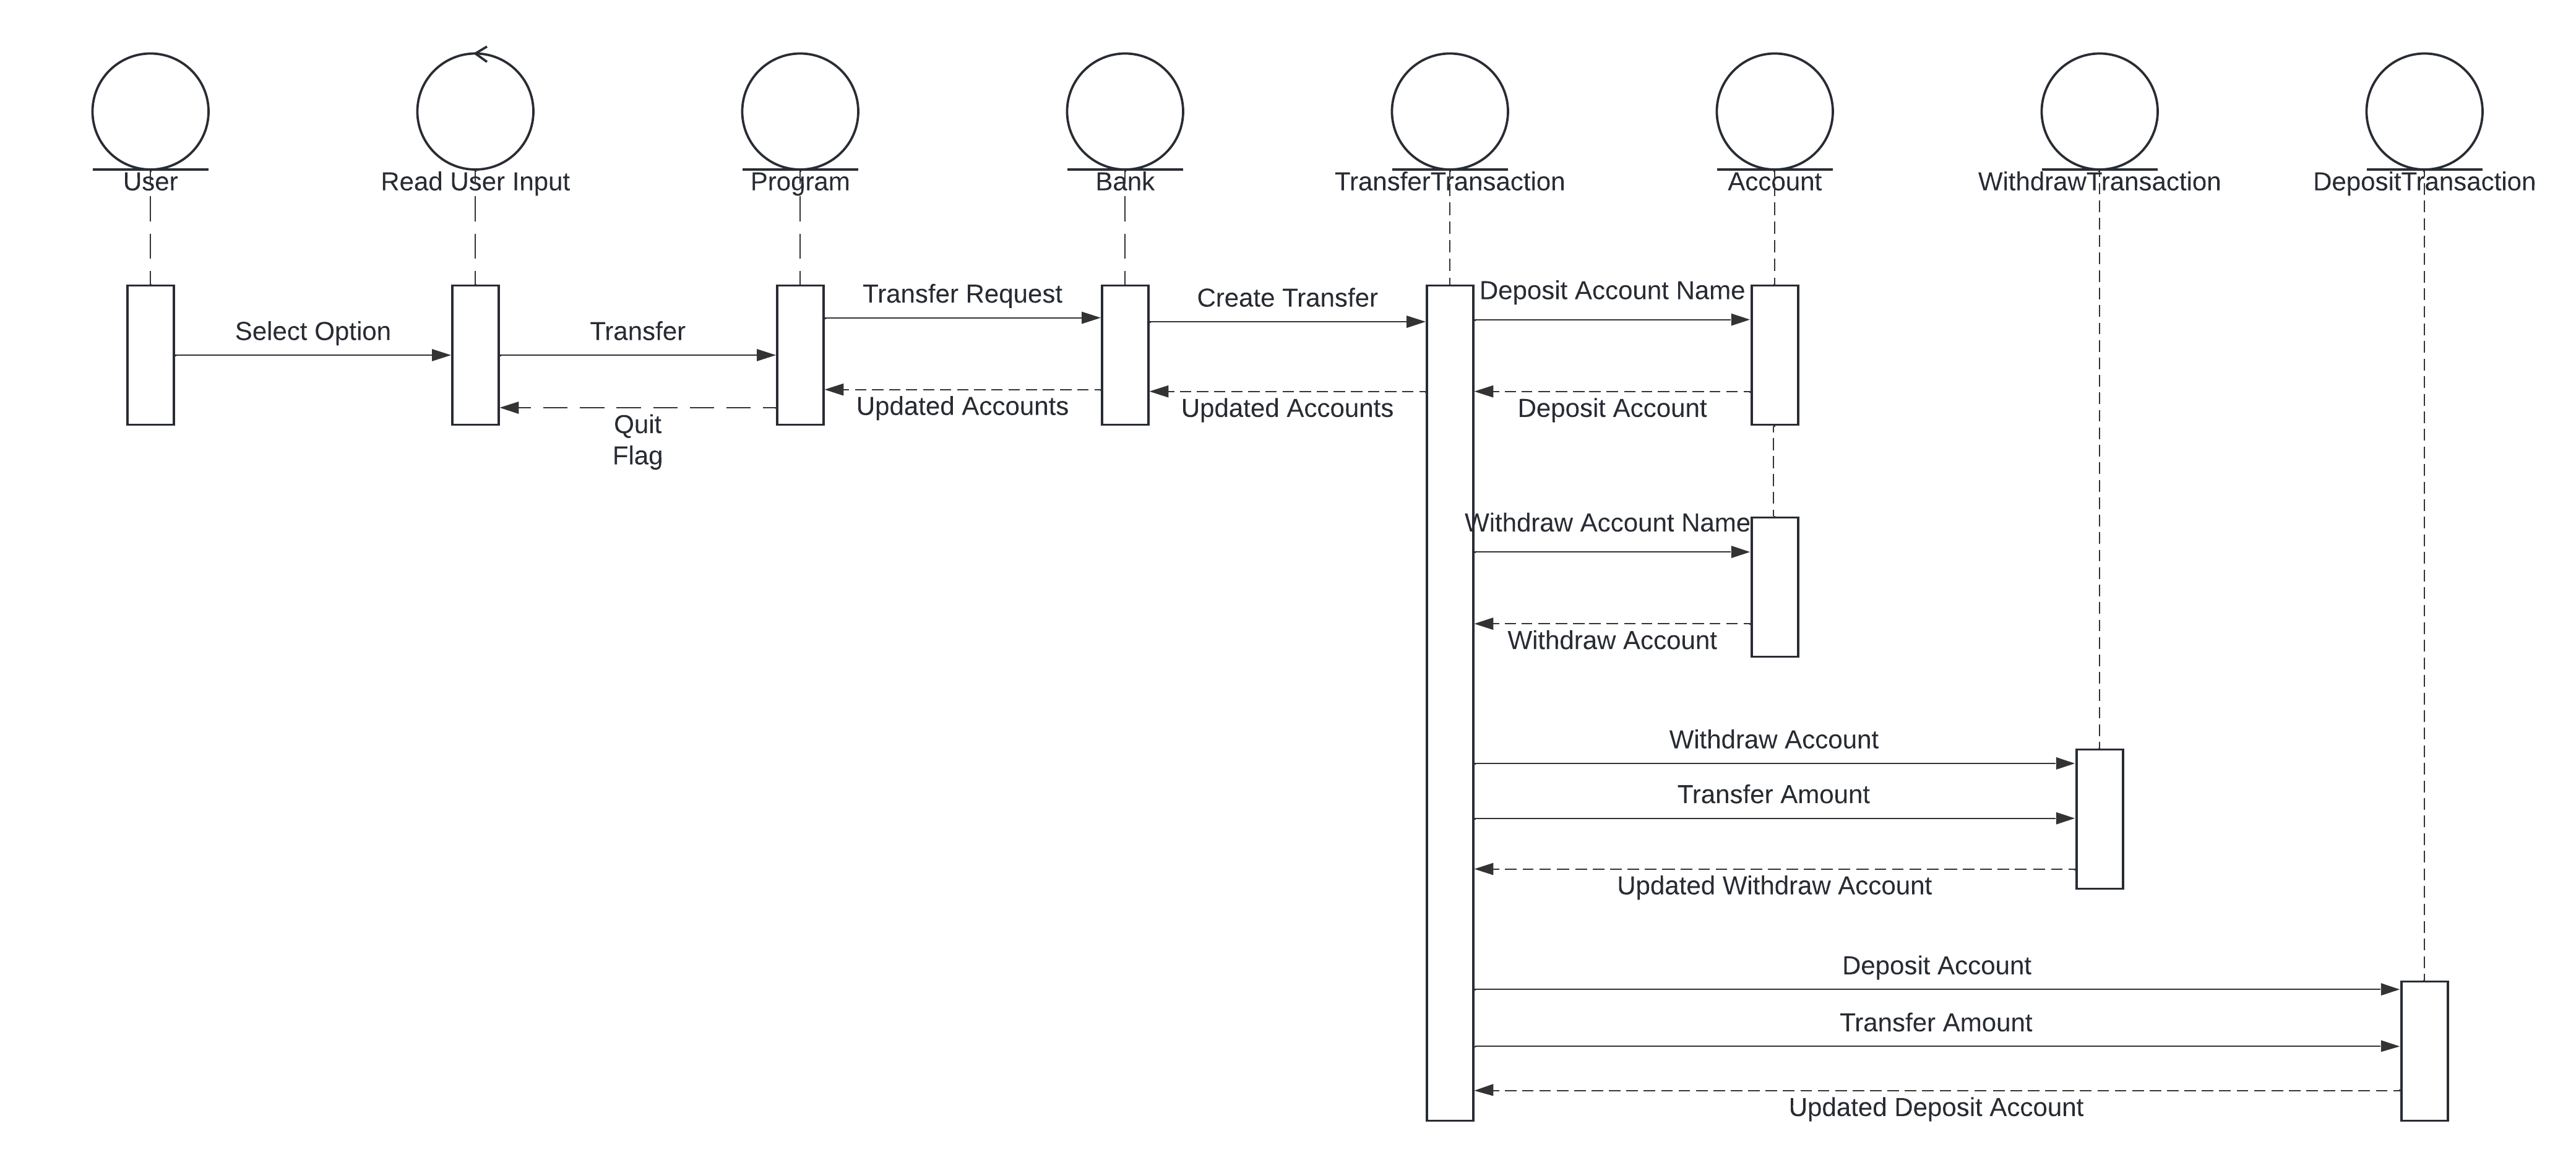 User
Read User Input
Program
Bank
TransferTransaction
Account
WithdrawTransaction
DepositTransaction
Select Option
Transfer
Transfer Request
Create Transfer
Deposit Account Name
Quit
Flag
Updated Accounts
Updated Accounts
Deposit Account
Withdraw Account Name
Withdraw Account
Withdraw Account
Transfer Amount
Updated Withdraw Account
Deposit Account
Transfer Amount
Updated Deposit Account